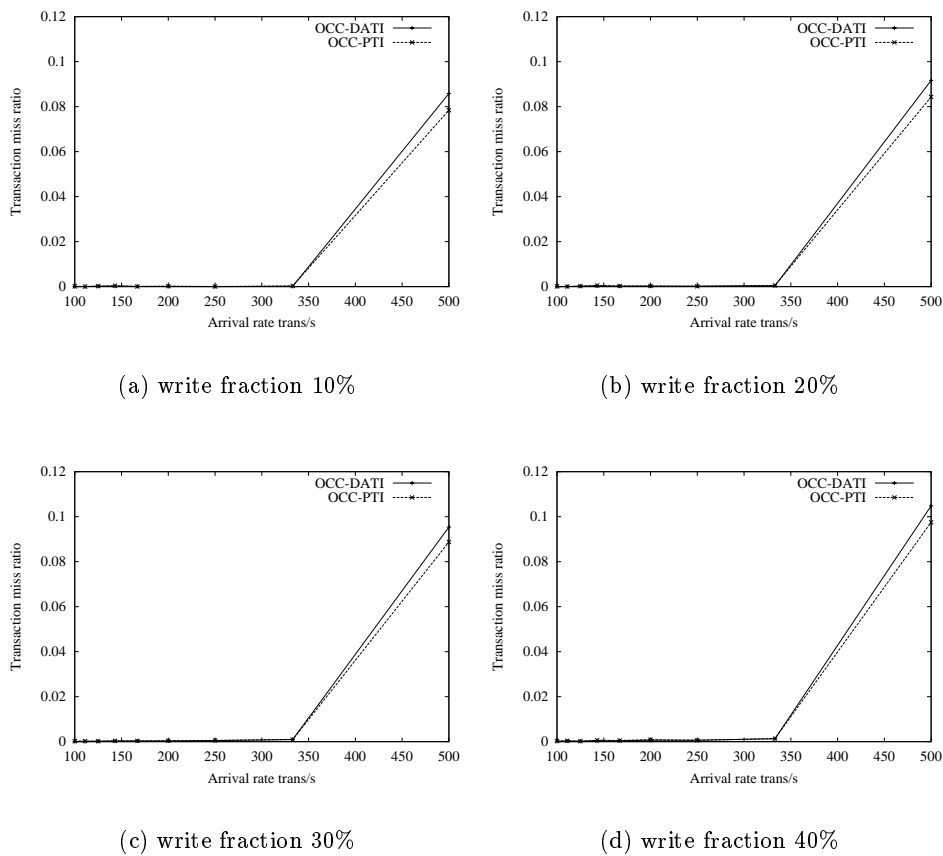 0.12
0.1
0.08
0.06
0.04
0.02
0
Transaction miss ratio
OCC-DATI
OCC-PTI
100 150 200 250 300 350 400 450 500
Arrival rate trans/s
(a) write fraction 10%
0.12
0.1
0.08
0.06
0.04
0.02
0
Transaction miss ratio
OCC-DATI
OCC-PTI
100 150 200 250 300 350 400 450 500
Arrival rate trans/s
(b) write fraction 20%
0.12
0.1
0.08
0.06
0.04
0.02
0
Transaction miss ratio
OCC-DATI
OCC-PTI
100 150 200 250 300 350 400 450 500
Arrival rate trans/s
(c) write fraction 30%
0.12
0.1
0.08
0.06
0.04
0.02
0
Transaction miss ratio
OCC-DATI
OCC-PTI
100 150 200 250 300 350 400 450 500
Arrival rate trans/s
(d) write fraction 40%